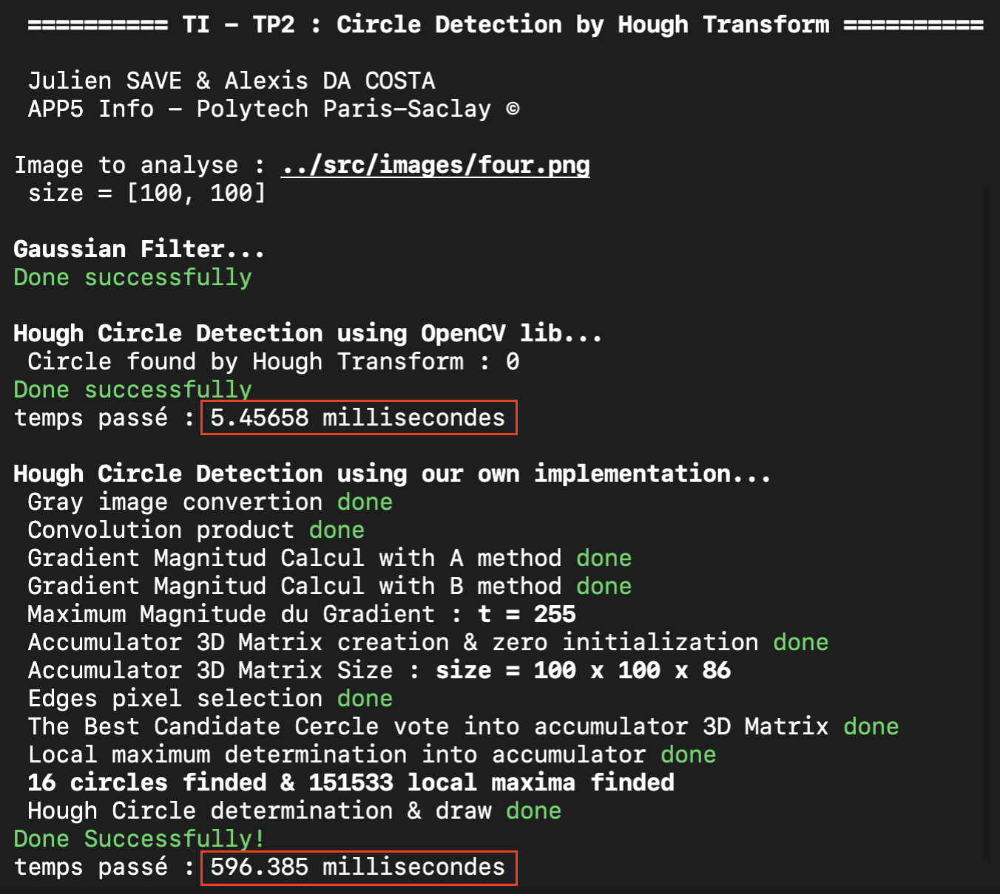 ========== TI - TP2 : Circle Detection by Hough Transform ==========
Julien SAVE & Alexis DA COSTA
APP5 Info - Polytech Paris-Saclay ©
Image to analyse : ../src/images/four.png
size = [100, 100]
Gaussian Filter...
Done successfully
Hough Circle Detection using OpenCV lib...
Circle found by Hough Transform : 0
Done successfully
temps passé : 5.45658 millisecondes
Hough Circle Detection using our own implementation...
Gray image convertion done
Convolution product done
Gradient Magnitud Calcul with A method done
Gradient Magnitud Calcul with B method done
Maximum Magnitude du Gradient : t = 255
Accumulator 3D Matrix creation & zero initialization done
Accumulator 3D Matrix Size : size = 100 x 100 x 86
Edges pixel selection done
The Best Candidate Cercle vote into accumulator 3D Matrix done
Local maximum determination into accumulator done
16 circles finded & 151533 local maxima finded
Hough Circle determination & draw done
Done Successfully!
temps passé : 596.385 millisecondes